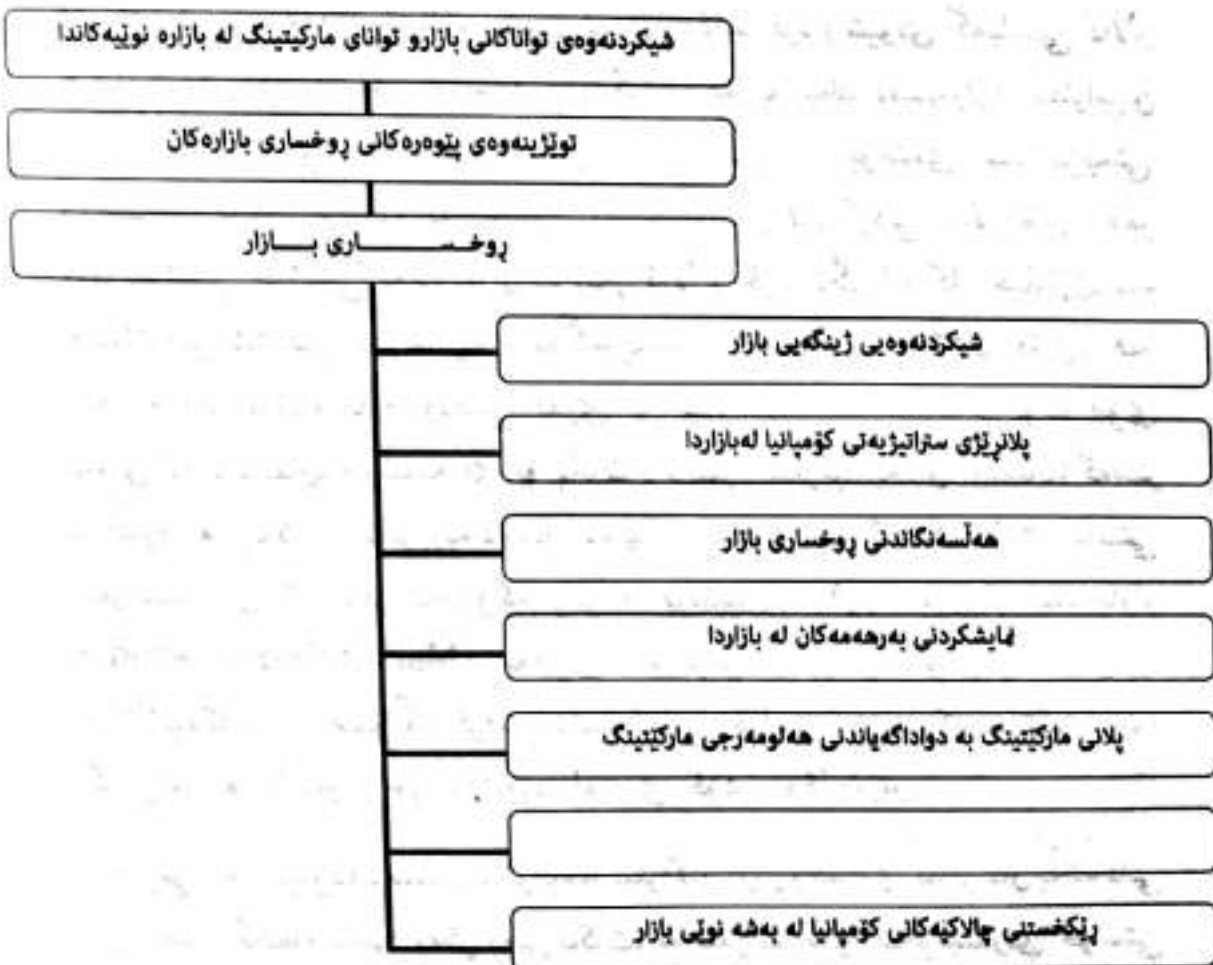 شیکردنەوەی تواناکانی بازارو توانای مارکیتینگ لە بازارە نوێیەکاندا
توێژینەوەی پێوەرەکانی ڕوخساری بازارەکان
ڕوخـــــــــساری بـــــازار
شیکردنەوەیی ژینگەیی بازار
پلانڕێژی ستراتیژیەتی کۆمپانیا لەبازاردا
هەڵسەنگاندنی ڕوخساری بازار
نمایشکردنی بەرهەمەکان لە بازاردا
پلانی مارکێتینگ بە دواداگەیاندنی هەلومەرجی مارکێتینگ
ڕێکخستنی چالاکیەکانی کۆمپانیا لە بەشە نوێی بازار